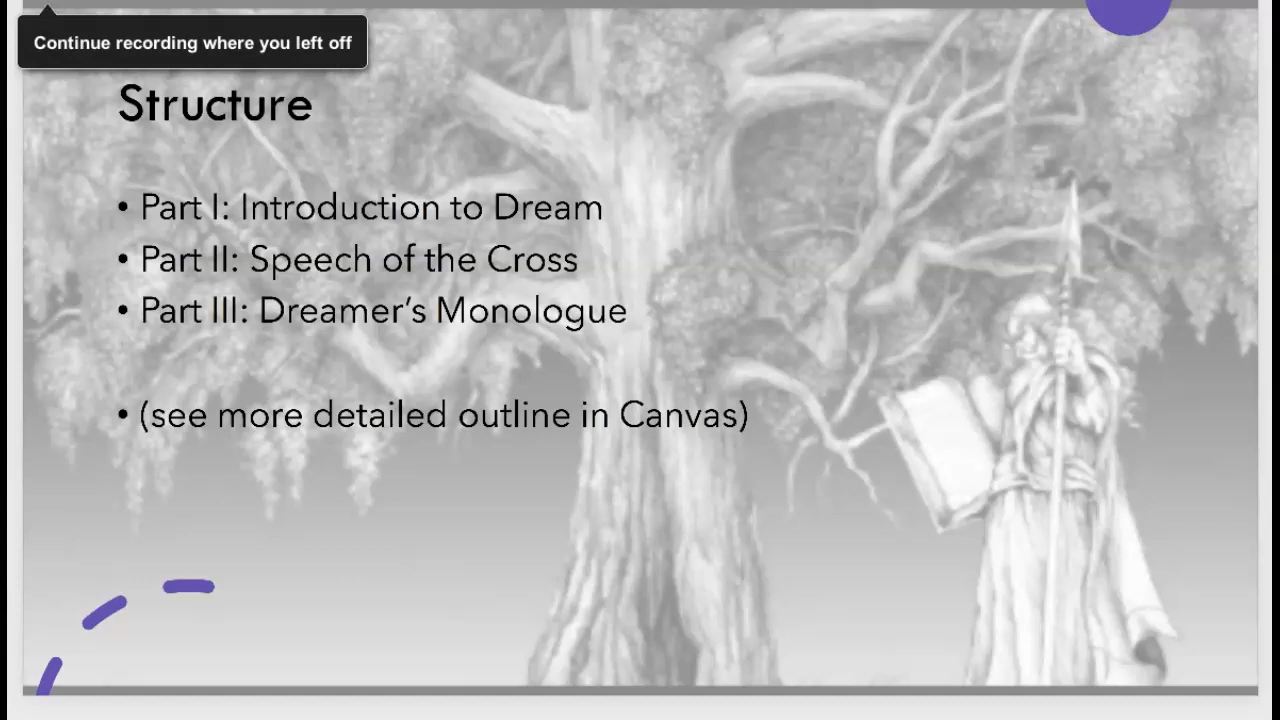 Continue recording where you left off
Structure
• Part I: Introduction to Dream
• Part II: Speech of the Cross
• Part III: Dreamer’s Monologue
• (see more detailed outline in Canvas)